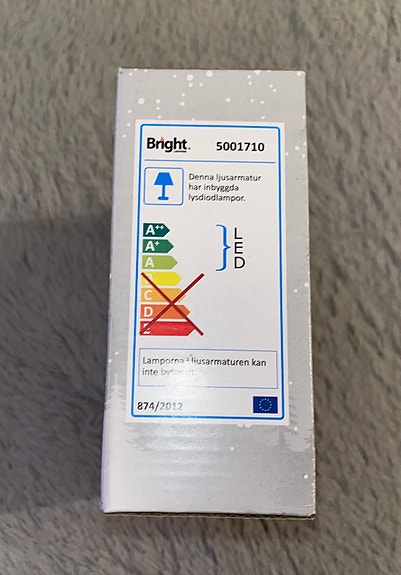 Bright. 5001710
Denna ljusarmatur
har inbyggda
lysdiodlampor.
A++
A+
A
C
D
E
L
E
D
Lamporna i ljusarmaturen kan
inte bytas ut.
874/2012